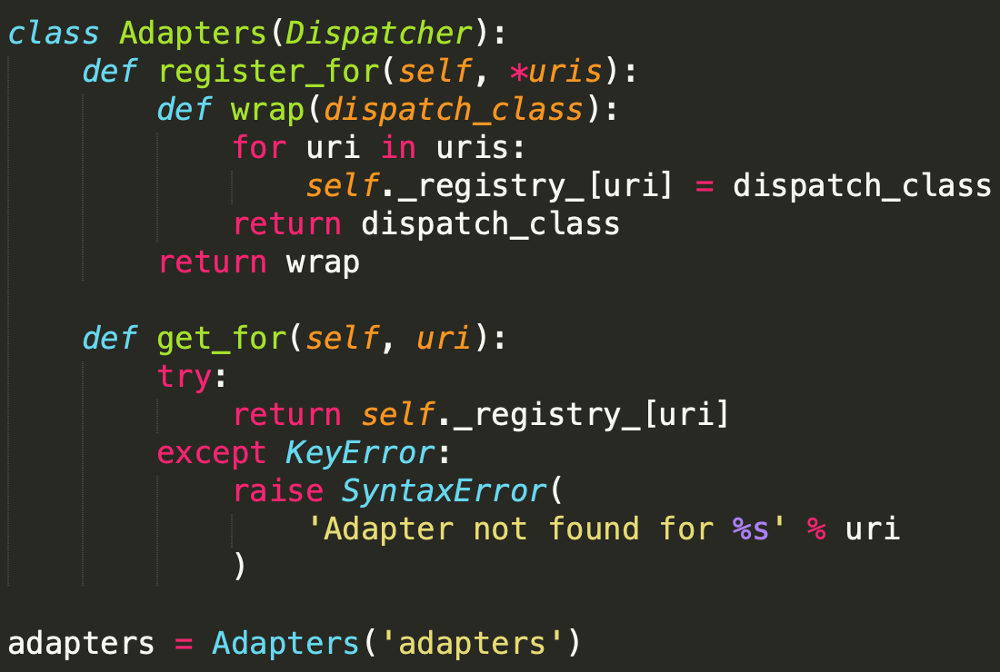 class Adapters(Dispatcher):
    def register_for(self, *uris):
        def wrap(dispatch_class):
            for uri in uris:
                self._registry_[uri] = dispatch_class
            return dispatch_class
        return wrap

    def get_for(self, uri):
        try:
            return self._registry_[uri]
        except KeyError:
            raise SyntaxError(
                'Adapter not found for %s' % uri
            )

adapters = Adapters('adapters')